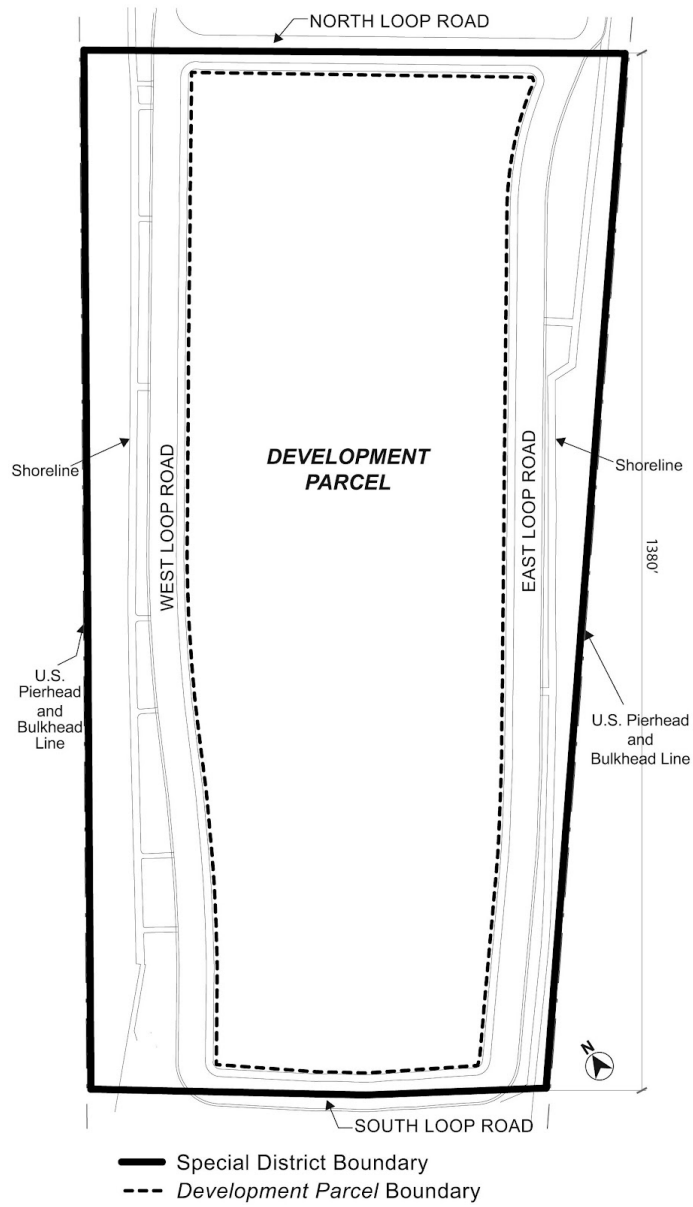 NORTH LOOP ROAD
DEVELOPMENT
PARCEL
WEST LOOP ROAD
EAST LOOP ROAD
Shoreline
Shoreline
1380'
U.S.
Pierhead
and
Bulkhead
Line
U.S. Pierhead
and
Bulkhead Line
N
SOUTH LOOP ROAD
Special District Boundary
Development Parcel Boundary